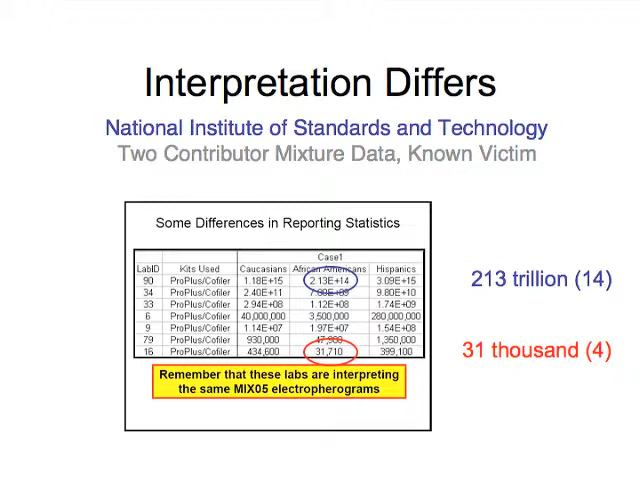 Interpretation Differs
National Institute of Standards and Technology
Two Contributor Mixture Data, Known Victim
Some Differences in Reporting Statistics
Case1
LabID Kits Used Caucasians African Americans Hispanics
90 ProPlus/Cofiler 1.18E+15 2.13E+14 3.09E+15
34 ProPlus/Cofiler 2.40E+11 9.80E+10
33 ProPlus/Cofiler 2.94E+08 1.12E+08 1.74E+09
6 ProPlus/Cofiler 40,000,000 3,500,000 280,000,000
9 ProPlus/Cofiler 1.14E+07 1.97E+07 1.54E+08
79 ProPlus/Cofiler 930,000 1,350,000
16 ProPlus/Cofiler 434,600 31,710 399,100
Remember that these labs are interpreting
the same MIX05 electropherograms
213 trillion (14)
31 thousand (4)